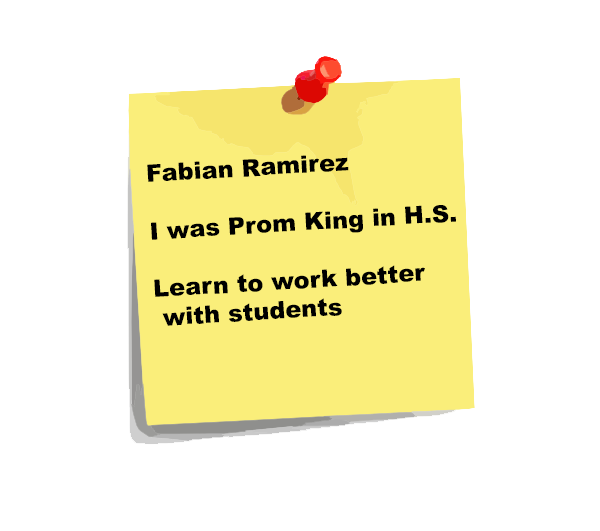 Fabian Ramirez
I was Prom King in H.S.
Learn to work better
with students